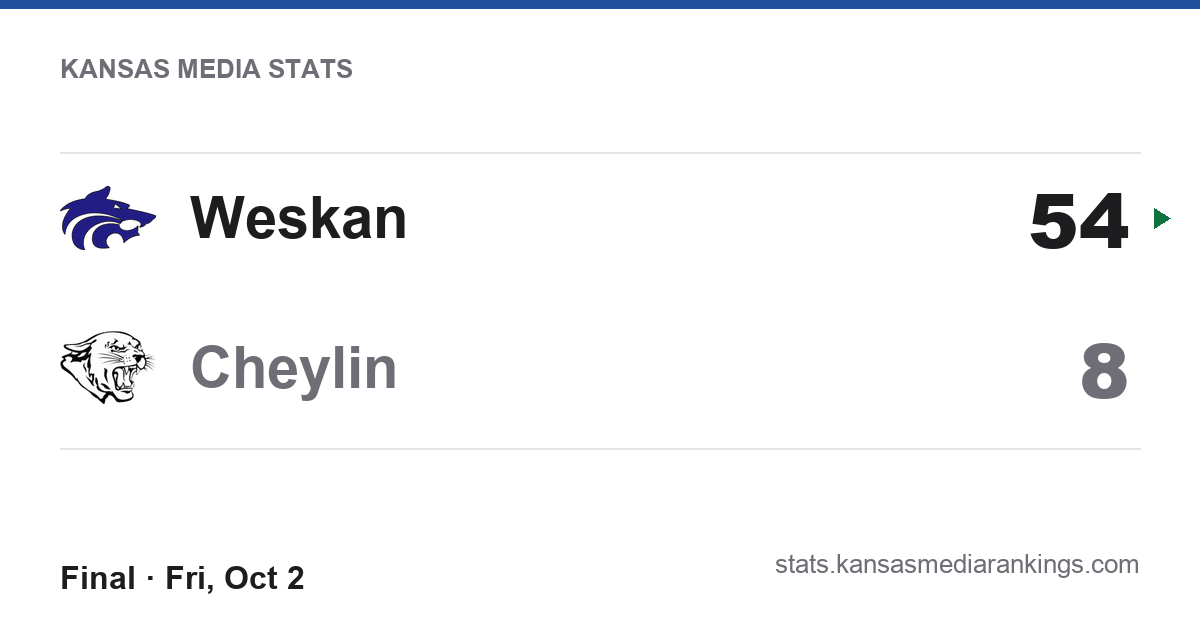 KANSAS MEDIA STATS
Weskan 54
Cheylin 8
Final · Fri, Oct 2
stats.kansasmediarankings.com